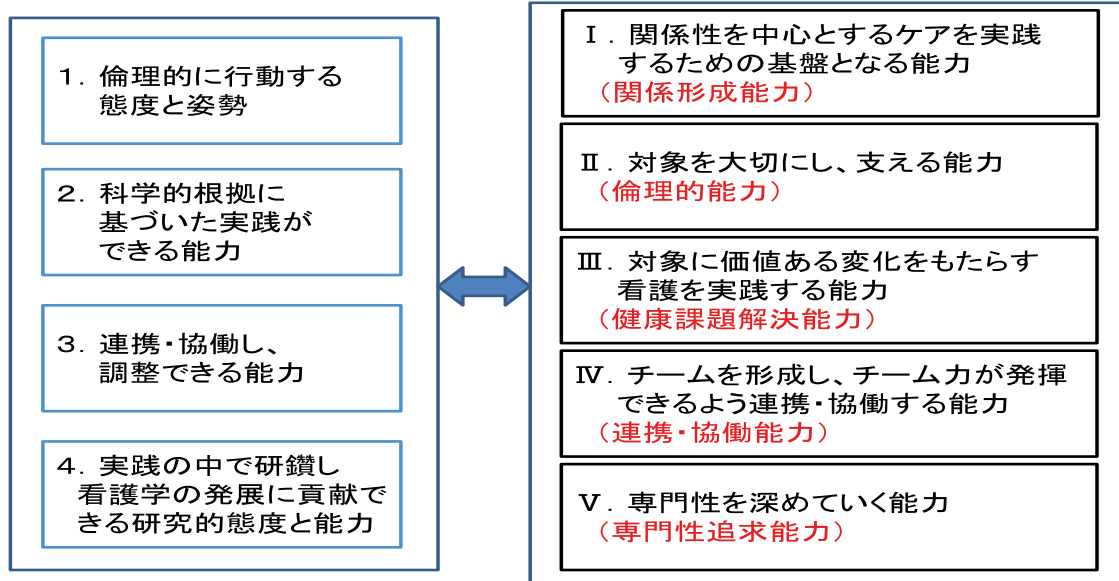 1．倫理的に行動する
態度と姿勢
2．科学的根拠に
基づいた実践が
できる能力
3．連携・協働し、
調整できる能力
4．実践の中で研鑽し
看護学の発展に貢献で
きる研究的態度と能力
Ⅰ．関係性を中心とするケアを実践
するための基盤となる能力
（関係形成能力）
Ⅱ．対象を大切にし、支える能力
（倫理的能力）
Ⅲ．対象に価値ある変化をもたらす
看護を実践する能力
（健康課題解決能力）
Ⅳ．チームを形成し、チーム力が発揮
できるよう連携・協働する能力
（連携・協働能力）
Ⅴ．専門性を深めていく能力
（専門性追求能力）